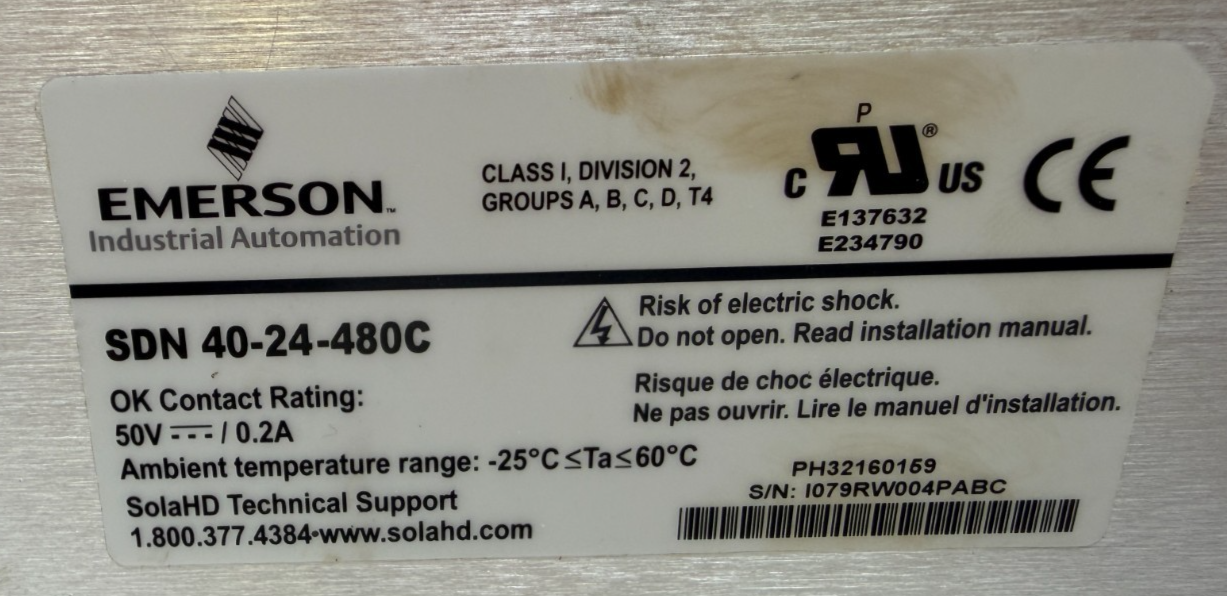 EMERSON™
Industrial Automation
CLASS I, DIVISION 2,
GROUPS A, B, C, D, T4
P
C RU® US
E137632
E234790
CE
SDN 40-24-480C
OK Contact Rating:
50V ⎓ / 0.2A
Ambient temperature range: -25°C ≤Ta≤60°C
SolaHD Technical Support
1.800.377.4384•www.solahd.com
Risk of electric shock.
Do not open. Read installation manual.
Risque de choc électrique.
Ne pas ouvrir. Lire le manuel d'installation.
PH32160159
S/N: I079RW004PABC